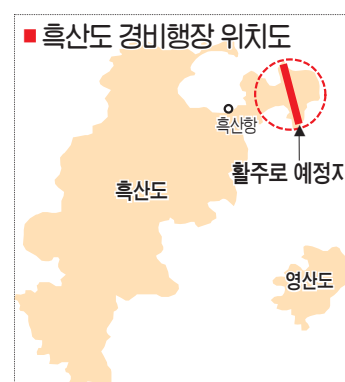 ■ 흑산도 경비행장 위치도
흑산항
활주로 예정지
흑산도
영산도